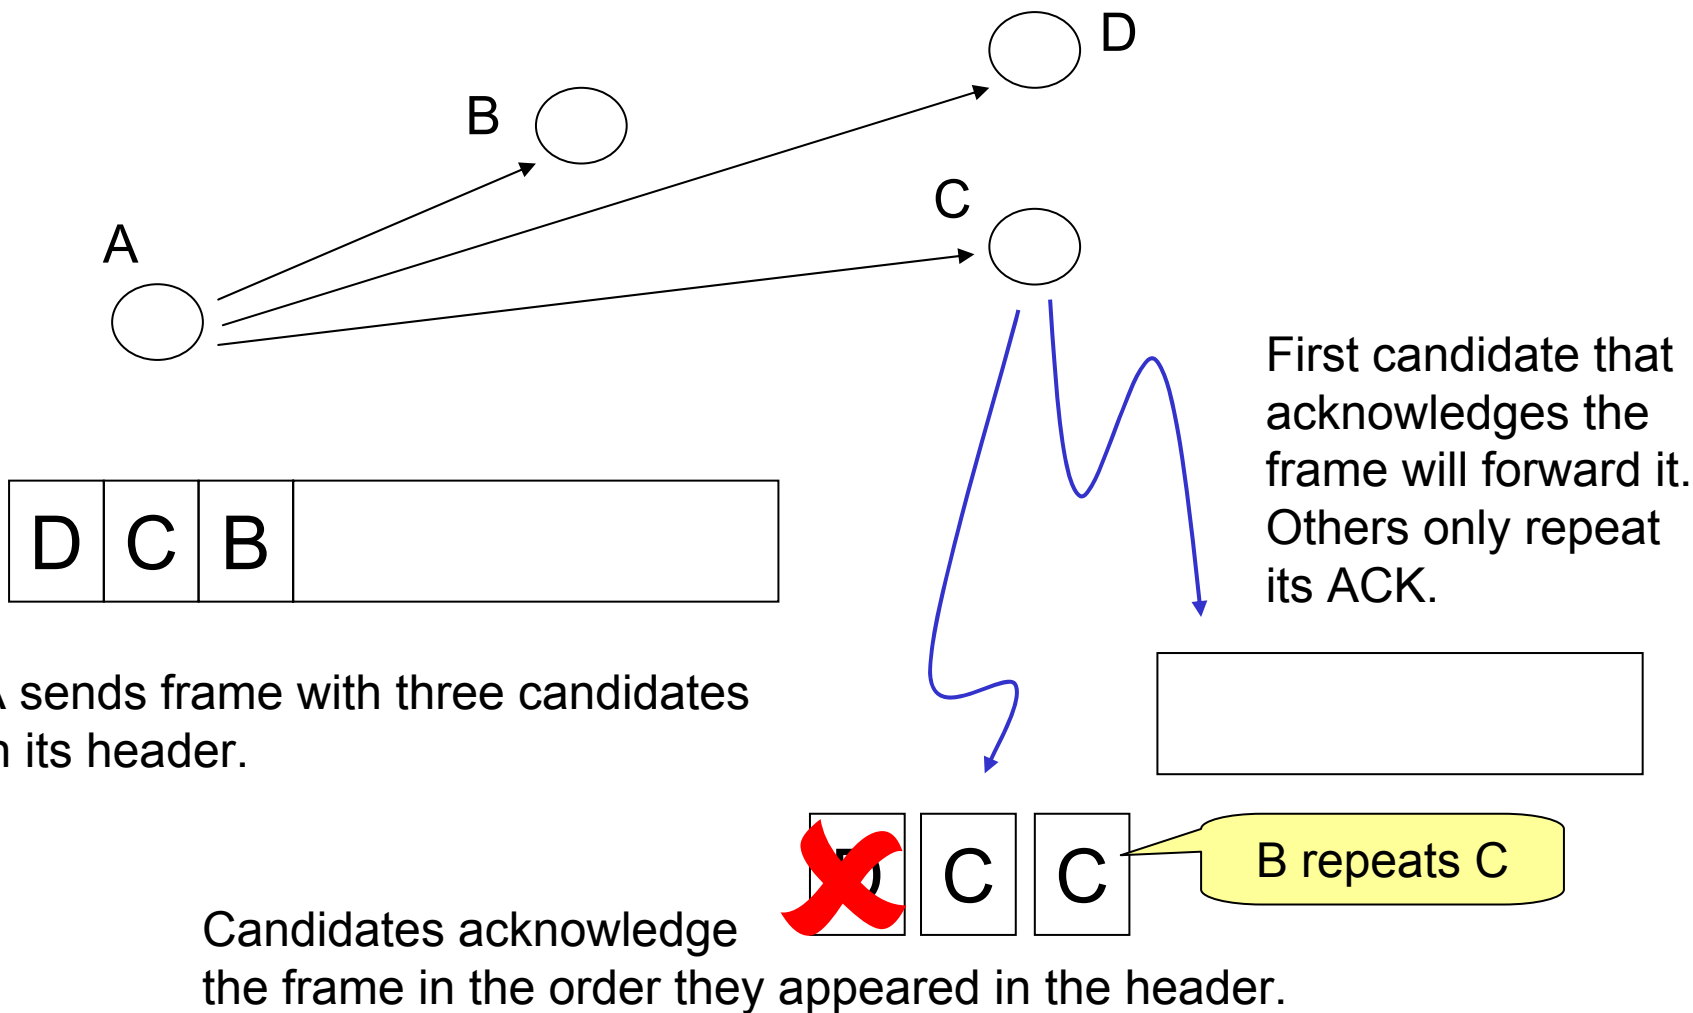 D
B
C
A
First candidate that
acknowledges the
frame will forward it.
Others only repeat
its ACK.
D C B
sends frame with three candidates
its header.
C C
B repeats C
Candidates acknowledge
the frame in the order they appeared in the header.